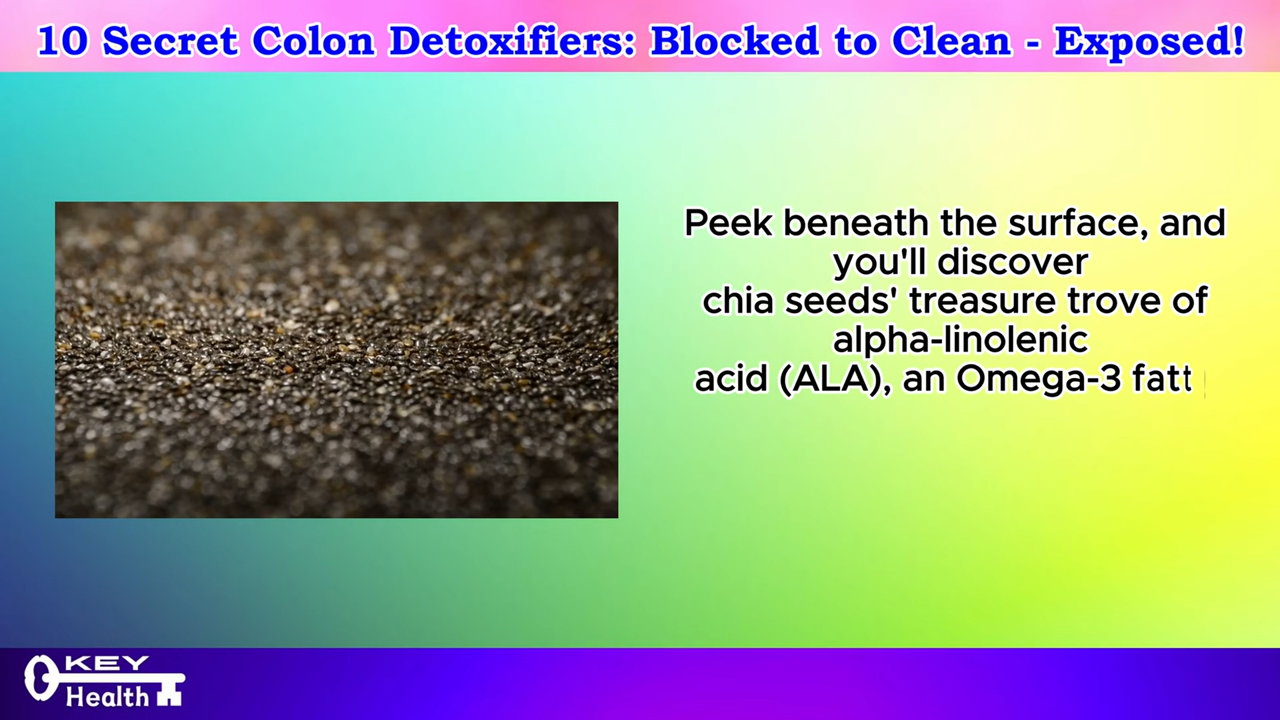 10 Secret Colon Detoxifiers: Blocked to Clean - Exposed!
Peek beneath the surface, and
you'll discover
chia seeds' treasure trove of
alpha-linolenic
acid (ALA), an Omega-3 fatt
KEY
Health